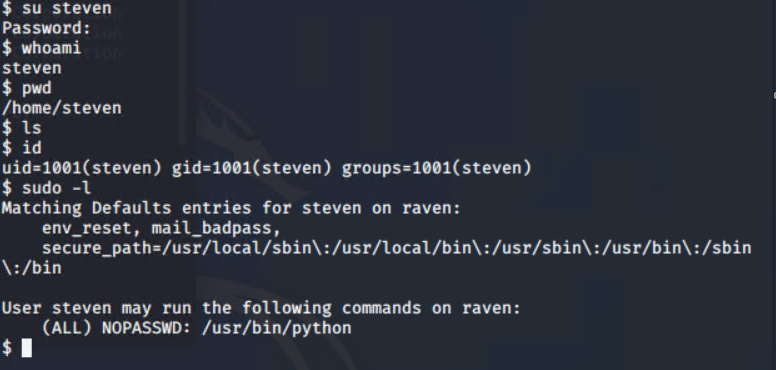 $ su steven
Password:
$ whoami
steven
$ pwd
/home/steven
$ ls
$ id
uid=1001(steven) gid=1001(steven) groups=1001(steven)
$ sudo -l
Matching Defaults entries for steven on raven:
    env_reset, mail_badpass,
    secure_path=/usr/local/sbin\:/usr/local/bin\:/usr/sbin\:/usr/bin\:/sbin
\:/bin

User steven may run the following commands on raven:
    (ALL) NOPASSWD: /usr/bin/python
$